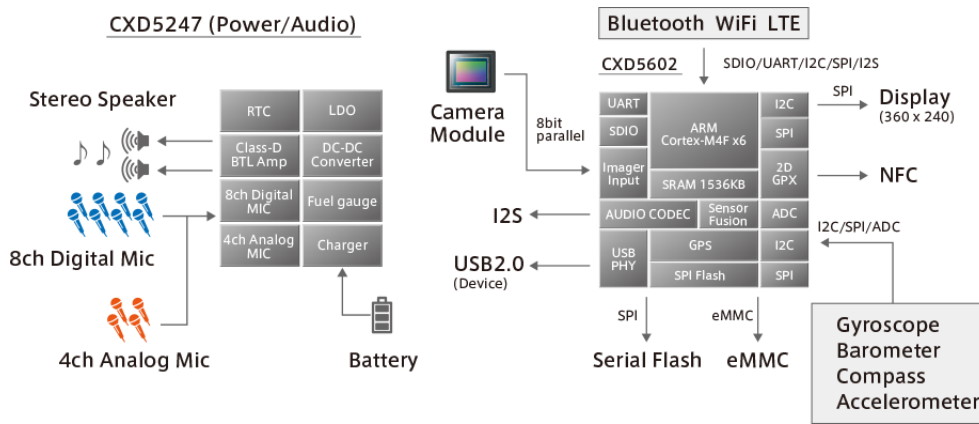 CXD5247 (Power/Audio)
Stereo Speaker
RTC
LDO
Class-D
BTL Amp
DC-DC
Converter
8ch Digital
MIC
Fuel gauge
4ch Analog
MIC
Charger
8ch Digital Mic
4ch Analog Mic
Battery
Bluetooth WiFi LTE
CXD5602
SDIO/UART/I2C/SPI/I2S
Camera
Module
8bit
parallel
UART
SDIO
Imager
Input
ARM
Cortex-M4F x6
SRAM 1536KB
I2C
SPI
2D
GPX
AUDIO CODEC
Sensor
Fusion
ADC
USB
PHY
GPS
SPI Flash
I2C
SPI
SPI
Display
(360 x 240)
NFC
I2S
USB2.0
(Device)
I2C/SPI/ADC
SPI
eMMC
Serial Flash
eMMC
Gyroscope
Barometer
Compass
Accelerometer